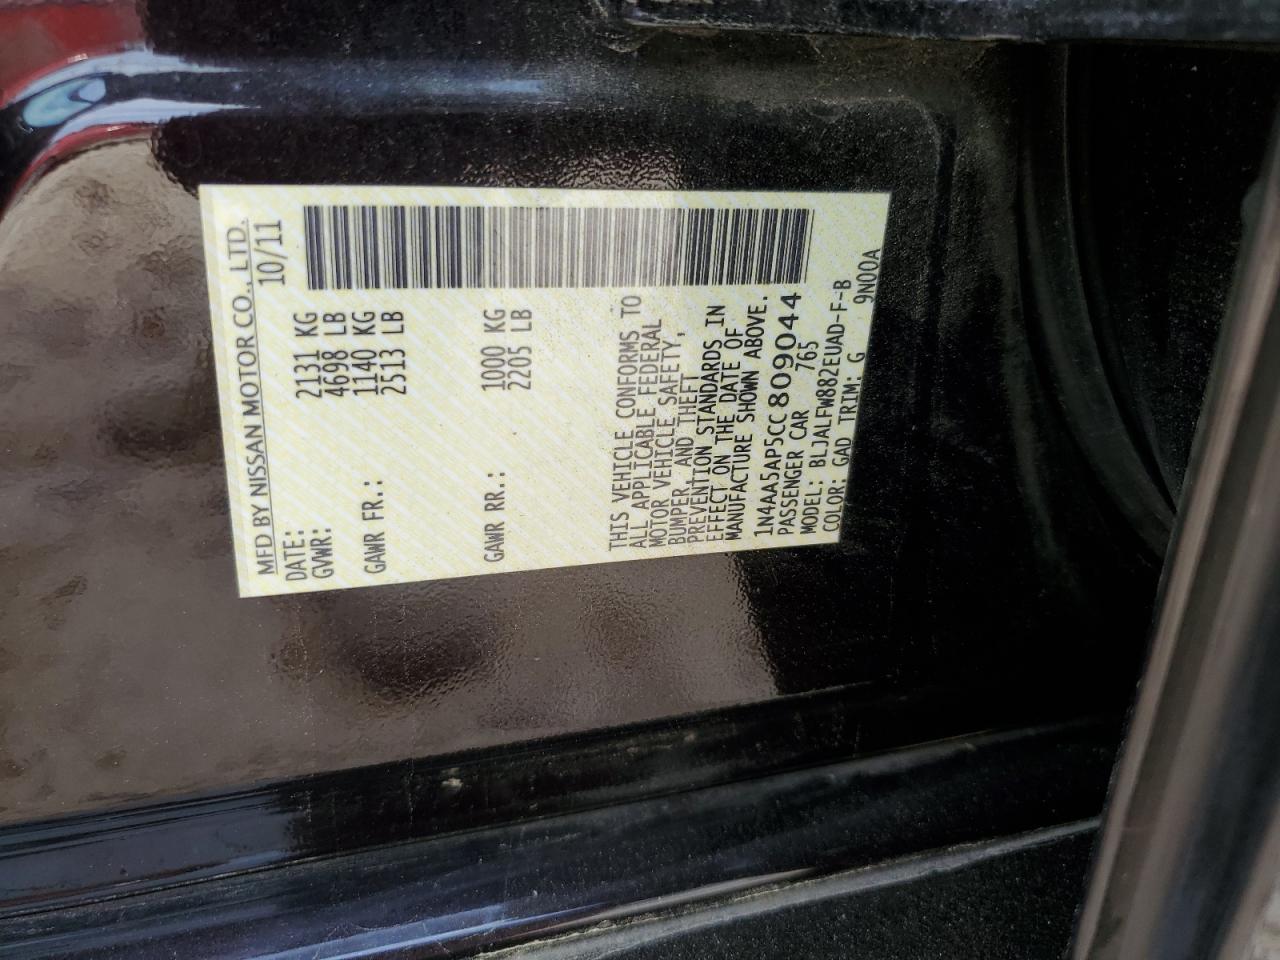 MFD BY NISSAN MOTOR CO., LTD.
DATE: 10/11
GVWR: 2131 KG
4698 LB
GAWR FR.: 1140 KG
2513 LB
GAWR RR.: 1000 KG
2205 LB
THIS VEHICLE CONFORMS TO
ALL APPLICABLE FEDERAL
MOTOR VEHICLE SAFETY,
BUMPER, AND THEFT
PREVENTION STANDARDS IN
EFFECT ON THE DATE OF
MANUFACTURE SHOWN ABOVE.
1N4AA5AP5CC809044
PASSENGER CAR 765
MODEL: BLJALFW882EUAD-F-B
COLOR: GAD TRIM: G 9N00A